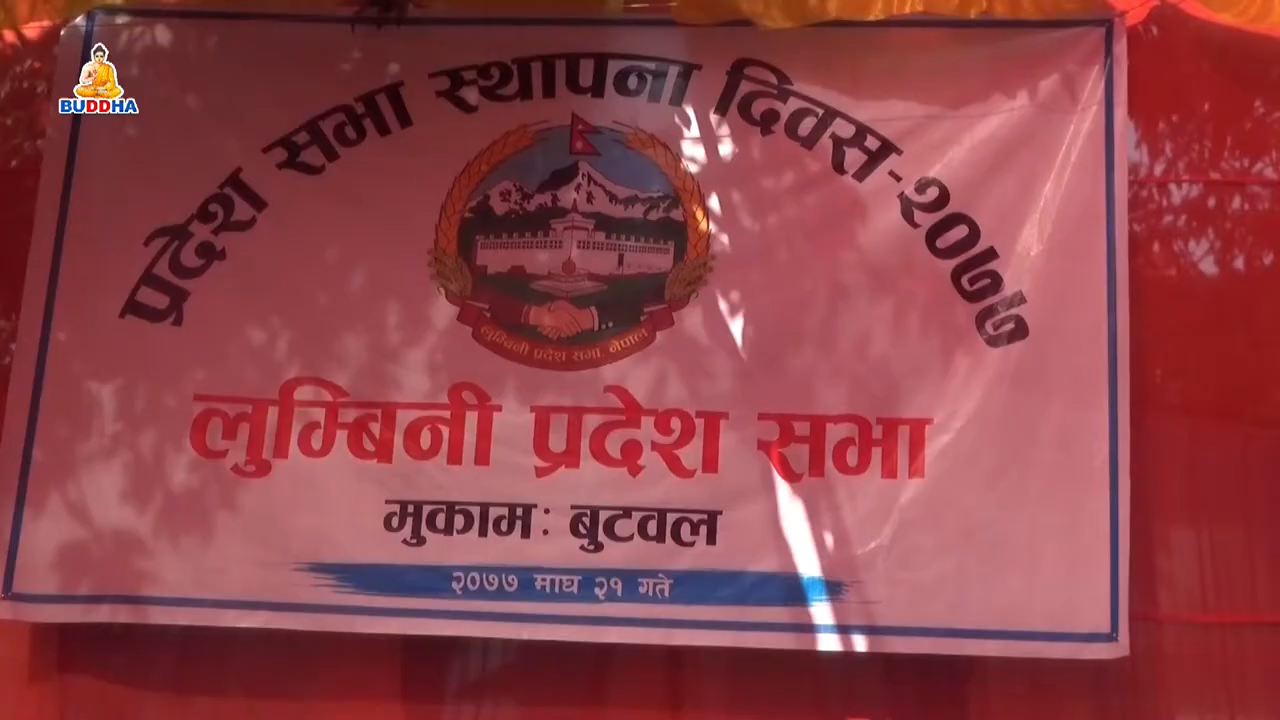 BUDDHA
प्रदेश सभा स्थापना दिवस-२०७७
लुम्बिनी प्रदेश सभा, नेपाल
लुम्बिनी प्रदेश सभा
मुकाम: बुटवल
२०७७ माघ २१ गते